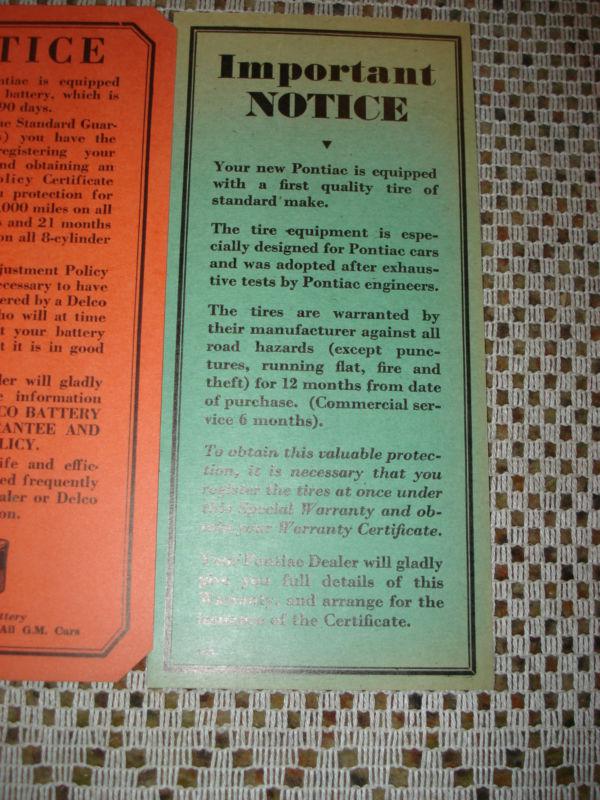 TICE
ntiac is equipped
battery, which is
90 days.
Standard Guar-
you have the
registering your
nd obtaining an
olicy Certificate
protection for
,000 miles on all
and 21 months
on all 8-cylinder
justment Policy
ecessary to have
ered by a Delco
ho will at time
t your battery
t it is in good
ler will gladly
e information
CO BATTERY
RANTEE AND
LICY.
ife and effic-
ed frequently
aler or Delco
on.
ttery
All G.M. Cars
Important
NOTICE
Your new Pontiac is equipped
with a first quality tire of
standard make.
The tire equipment is espe-
cially designed for Pontiac cars
and was adopted after exhaus-
tive tests by Pontiac engineers.
The tires are warranted by
their manufacturer against all
road hazards (except punc-
tures, running flat, fire and
theft) for 12 months from date
of purchase. (Commercial ser-
vice 6 months).
To obtain this valuable protec-
tion, it is necessary that you
register the tires at once under
this Special Warranty and ob-
tain your Warranty Certificate.
Your Pontiac Dealer will gladly
give you full details of this
Warranty, and arrange for the
issuance of the Certificate.